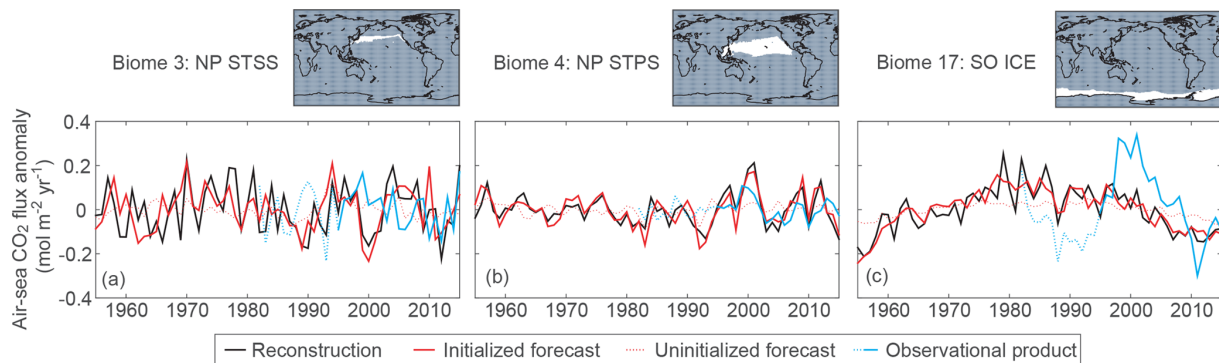 Biome 3: NP STSS
Biome 4: NP STPS
Biome 17: SO ICE
Air-sea CO2 flux anomaly
(mol m−2 yr−1)
0.4
0.2
0
-0.2
-0.4
(a)
(b)
(c)
1960 1970 1980 1990 2000 2010
1960 1970 1980 1990 2000 2010
1960 1970 1980 1990 2000 2010
Reconstruction Initialized forecast Uninitialized forecast Observational product